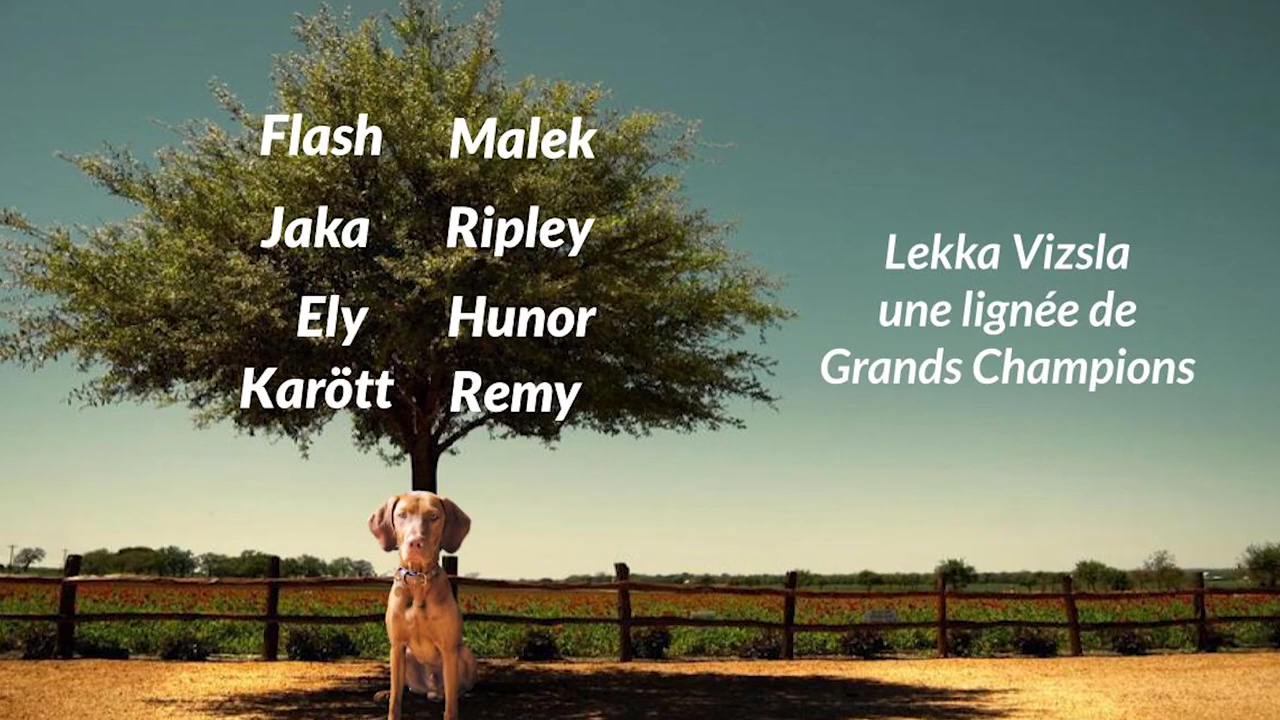 Flash Malek
Jaka Ripley
Ely Hunor
Karött Remy
Lekka Vizsla
une lignée de
Grands Champions